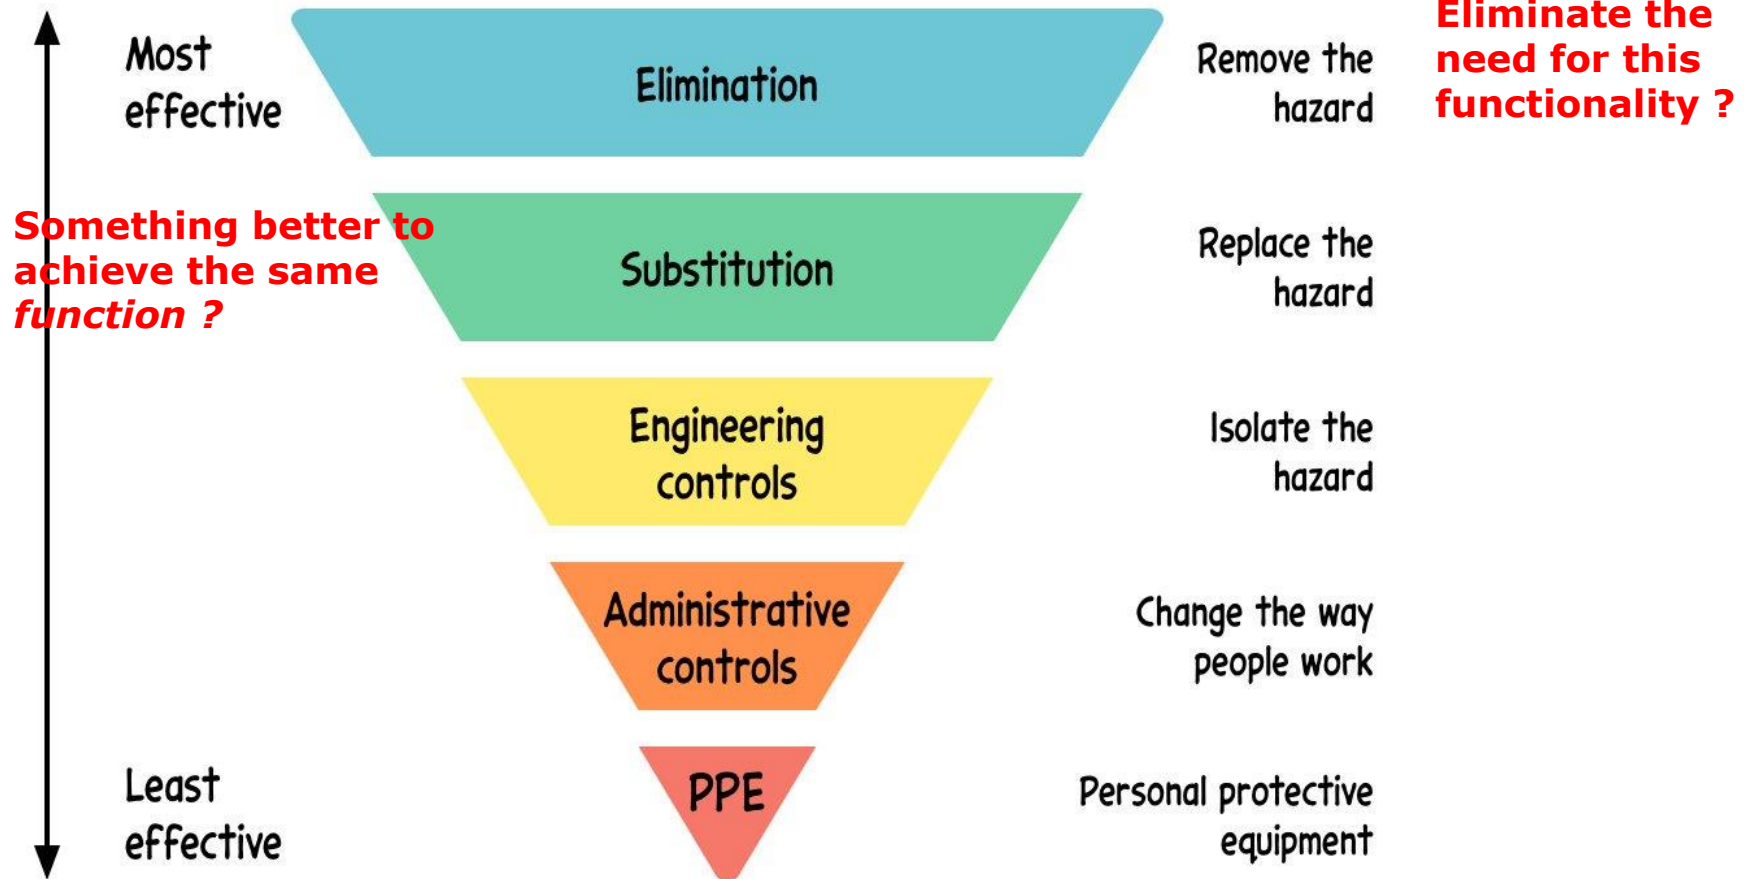 Most
effective
Elimination
Remove the
hazard
Eliminate the
need for this
functionality ?
Something better to
achieve the same
function ?
Substitution
Replace the
hazard
Engineering
controls
Isolate the
hazard
Administrative
controls
Change the way
people work
Least
effective
PPE
Personal protective
equipment